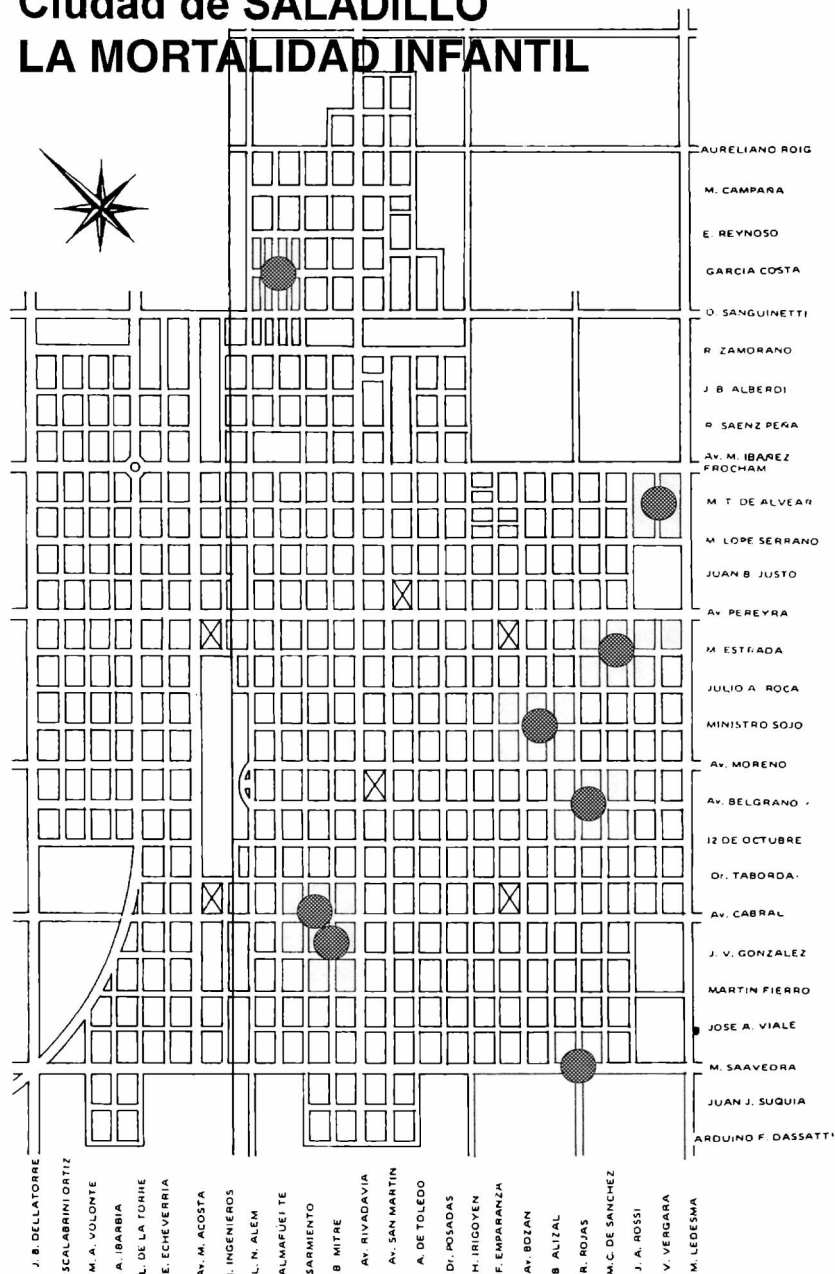 Ciudad de SALADILLO
LA MORTALIDAD INFANTIL
AURELIANO ROIG
M. CAMPAÑA
E. REYNOSO
GARCIA COSTA
O. SANGUINETTI
R. ZAMORANO
J. B. ALBERDI
R. SAENZ PEÑA
Av. M. IBAÑEZ
FROCHAM
M. T. DE ALVEAR
M. LOPE SERRANO
JUAN B. JUSTO
Av. PEREYRA
M. ESTRADA
JULIO A. ROCA
MINISTRO SOJO
Av. MORENO
Av. BELGRANO
12 DE OCTUBRE
Dr. TABORDA
Av. CABRAL
J. V. GONZALEZ
MARTIN FIERRO
JOSE A. VIALE
M. SAAVEDRA
JUAN J. SUQUIA
ARDUINO F. DASSATTI
J. B. DELLATORRE
SCALABRINI ORTIZ
M. A. VOLONTE
A. IBARBIA
L. DE LA TORRE
E. ECHEVERRIA
Av. M. ACOSTA
I. INGENIEROS
L. N. ALEM
ALMAFUERTE
SARMIENTO
B. MITRE
Av. RIVADAVIA
Av. SAN MARTIN
A. DE TOLEDO
Dr. POSADAS
H. IRIGOYEN
F. EMPARANZA
Av. BOZAN
B. ALIZAL
R. ROJAS
M.C. DE SANCHEZ
J. A. ROSSI
V. VERGARA
M. LEDESMA